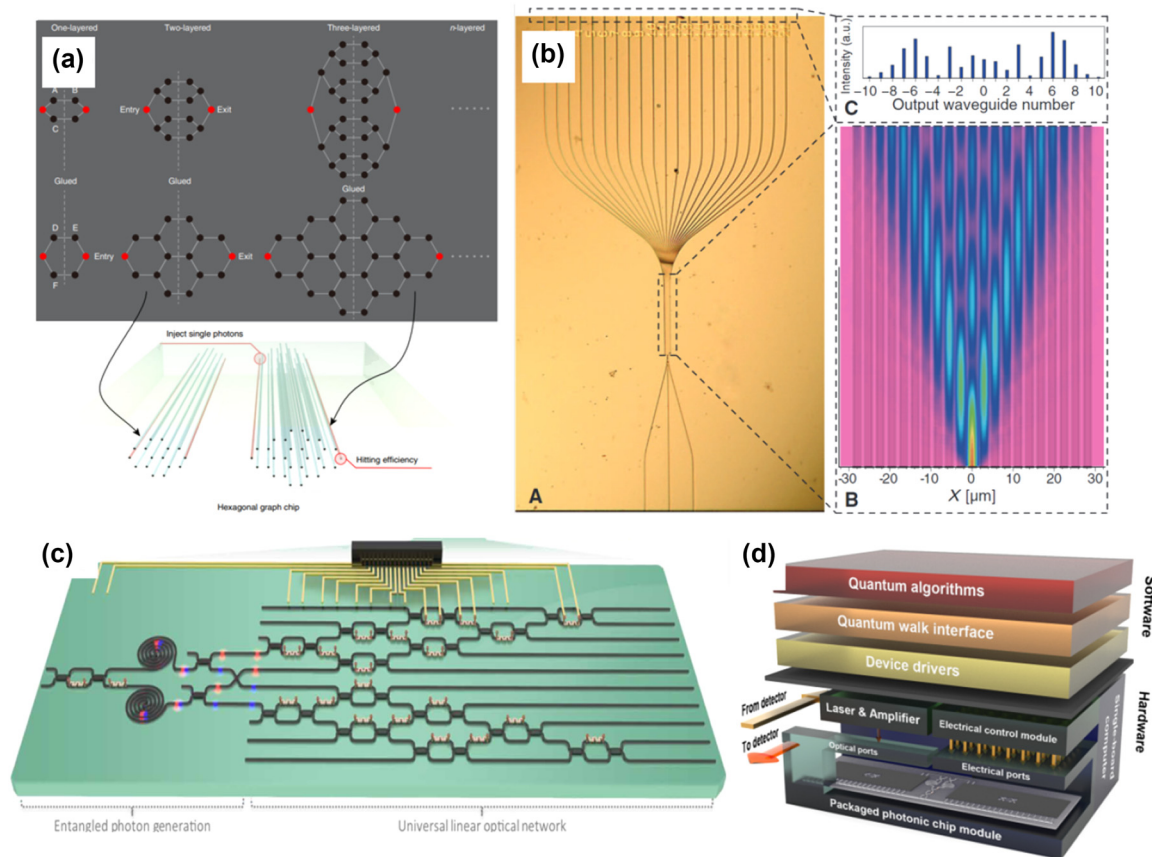 (a)
One-layered
Two-layered
Three-layered
n-layered
A
B
C
Entry
Exit
Glued
Glued
Glued
D
E
F
Entry
Exit
Inject single photons
Hitting efficiency
Hexagonal graph chip
(b)
A
Intensity (a.u.)
-10 -8 -6 -4 -2 0 2 4 6 8 10
C
Output waveguide number
-30 -20 -10 0 10 20 30
B
X [µm]
(c)
Entangled photon generation
Universal linear optical network
(d)
Quantum algorithms
Quantum walk interface
Device drivers
Software
Hardware
From detector
To detector
Laser & Amplifier
Electrical control module
Optical ports
Electrical ports
Single-board
computer
Packaged photonic chip module